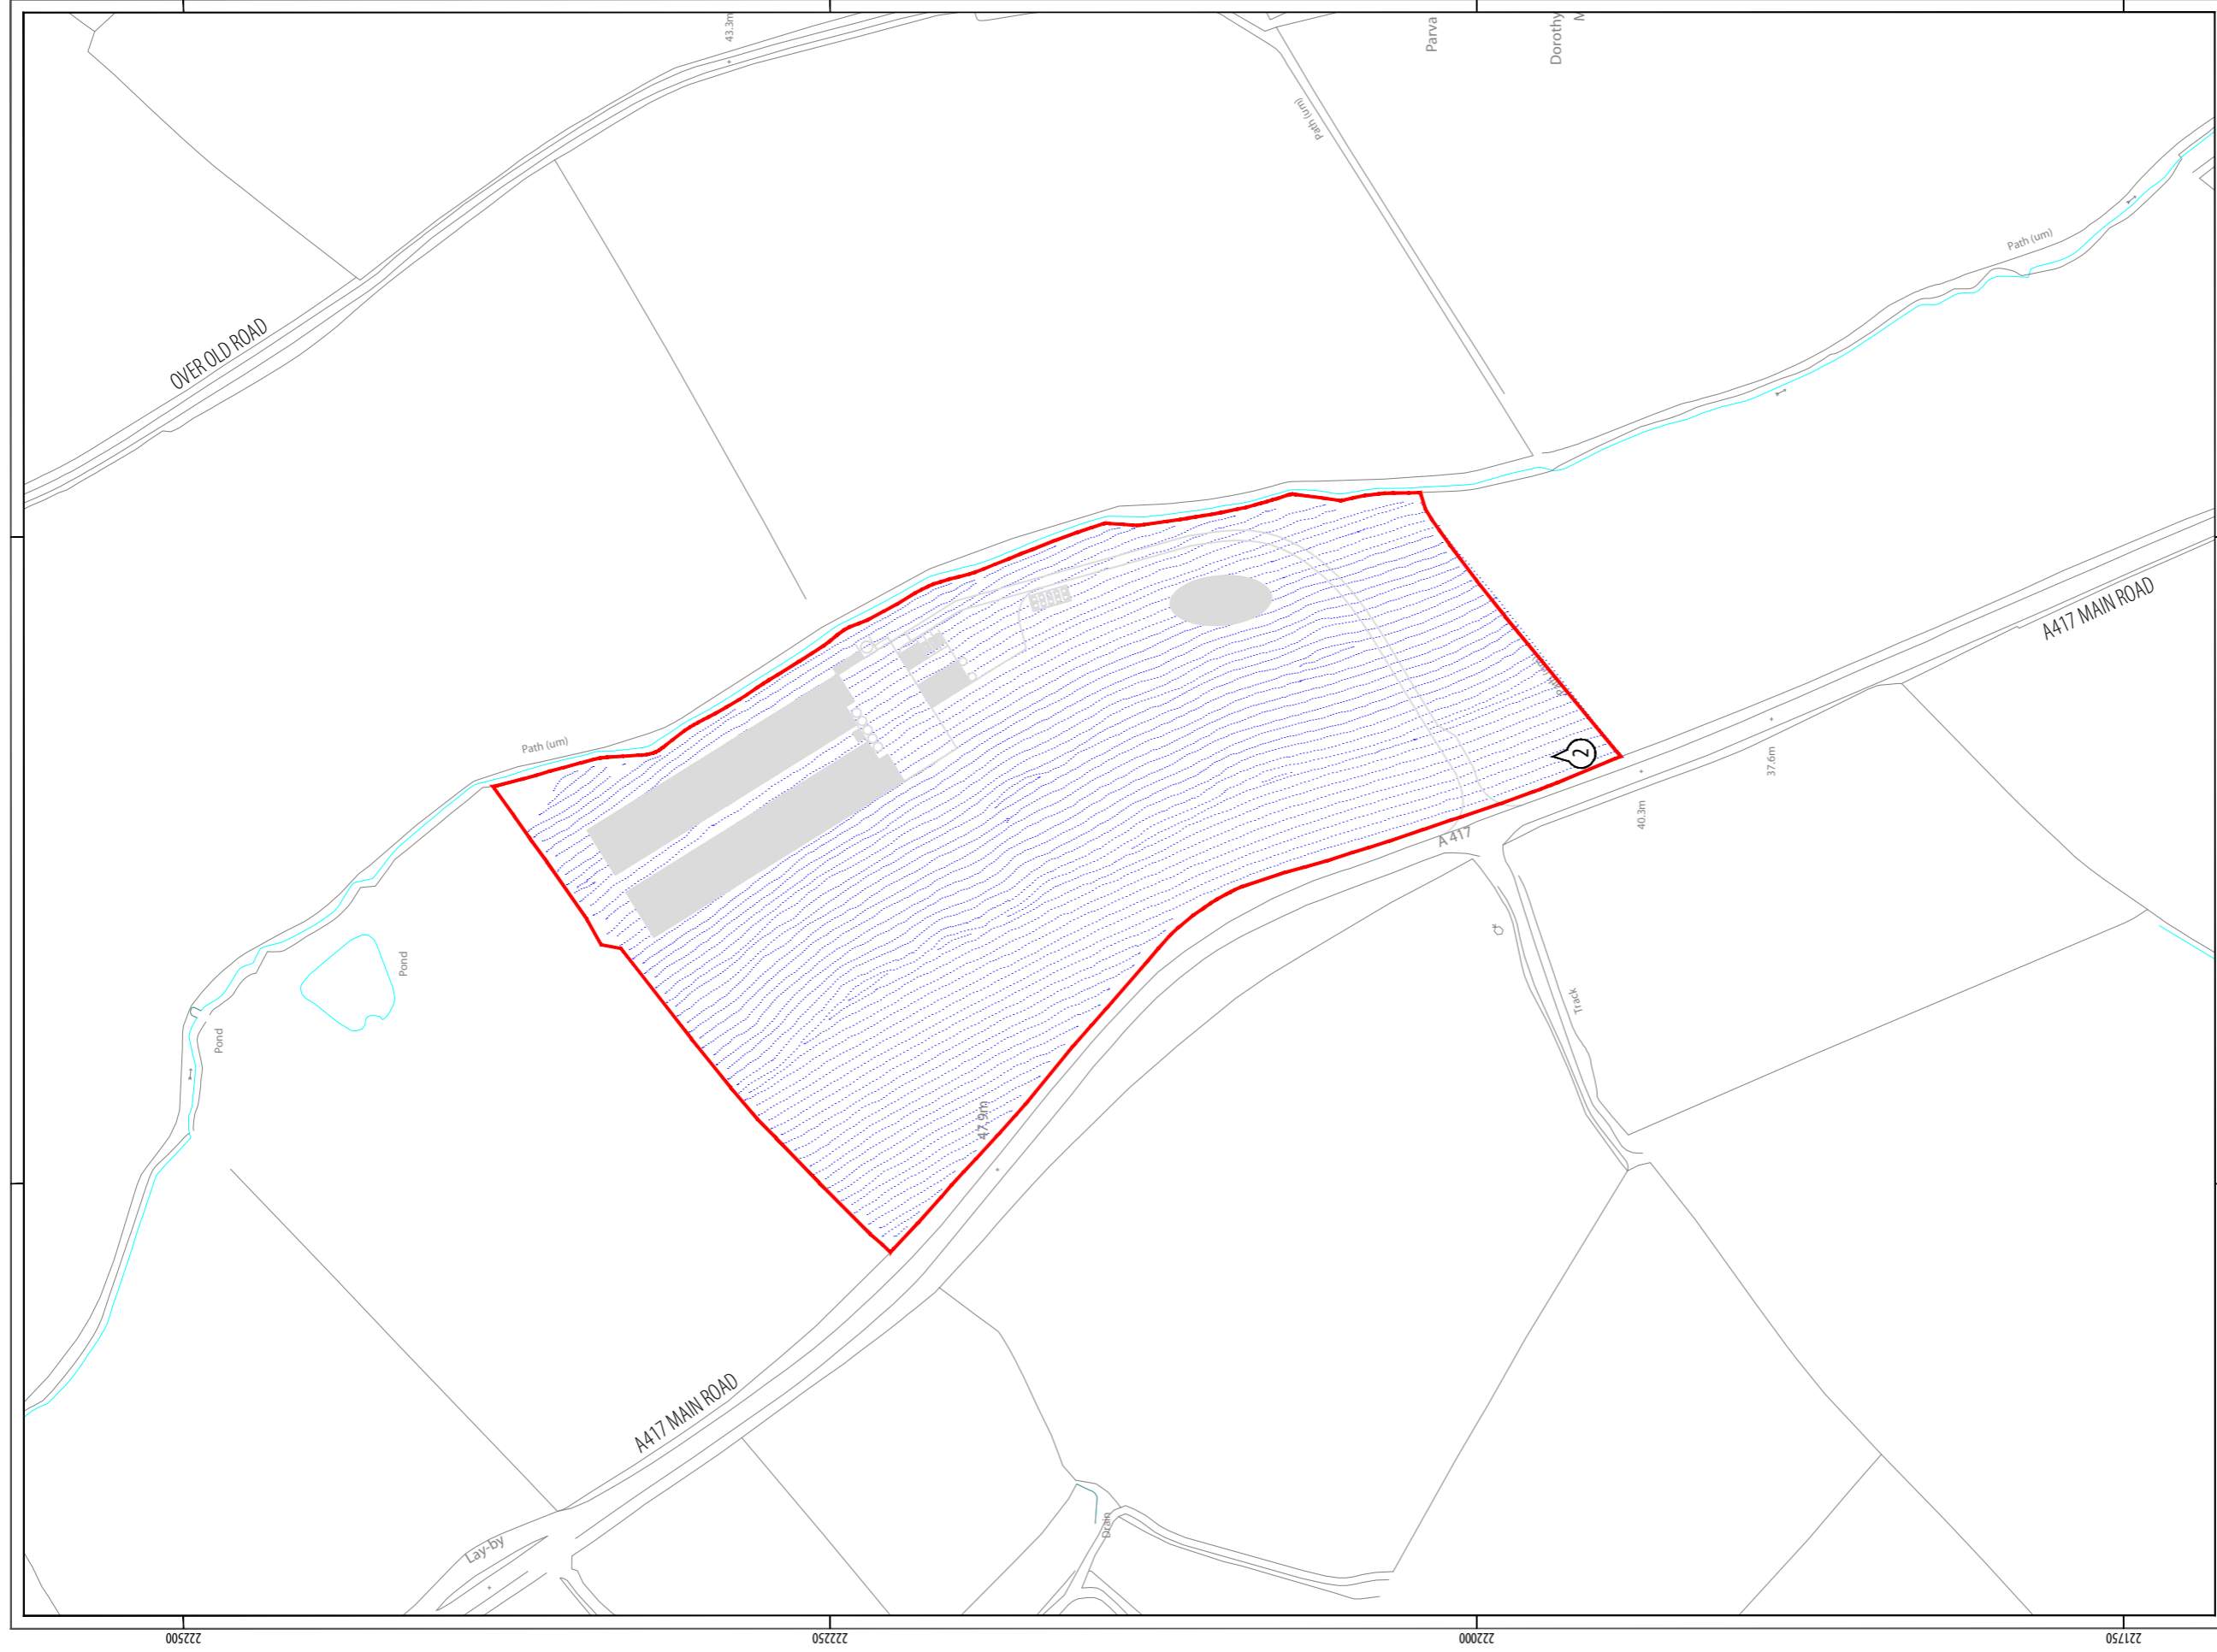 43.3m
Parva
Dorothy
M
Path (um)
OVER OLD ROAD
Path (um)
A417 MAIN ROAD
Path (um)
2
37.6m
40.3m
A 417
Pond
Pond
Track
47.9m
A417 MAIN ROAD
Lay-by
Drain
222500
222250
222000
221750